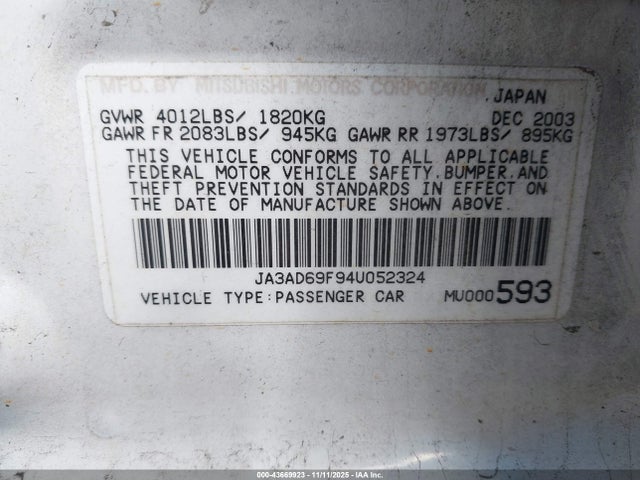 MFD. BY MITSUBISHI MOTORS CORPORATION
.JAPAN
GVWR 4012LBS/ 1820KG DEC 2003
GAWR FR 2083LBS/ 945KG GAWR RR 1973LBS/ 895KG
THIS VEHICLE CONFORMS TO ALL APPLICABLE
FEDERAL MOTOR VEHICLE SAFETY,BUMPER,AND
THEFT PREVENTION STANDARDS IN EFFECT ON
THE DATE OF MANUFACTURE SHOWN ABOVE.
JA3AD69F94U052324
VEHICLE TYPE:PASSENGER CAR MU000593
000-43669923 - 11/11/2025 - IAAI.COM